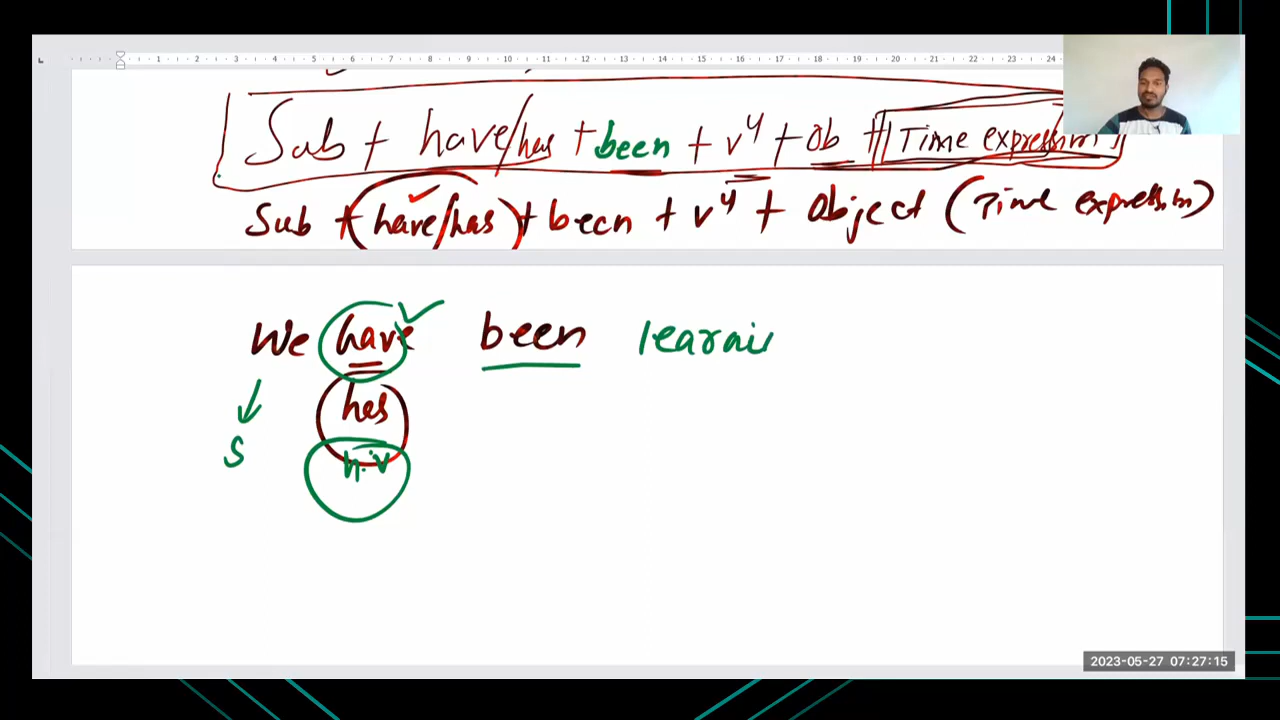 Sub + have/has + been + v4 + Ob + Time expression
Sub + (have/has) + been + v4 + Object (Time expression)
We have been learni
has
S h.v
2023-05-27 07:27:15